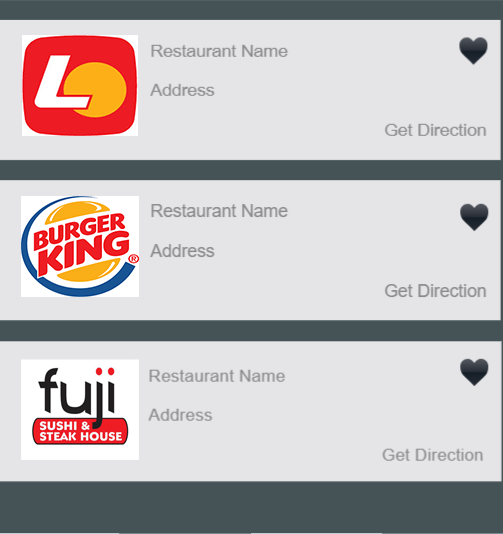 L
Restaurant Name
Address
Get Direction
BURGER
KING®
Restaurant Name
Address
Get Direction
fuji
SUSHI &
STEAK HOUSE
Restaurant Name
Address
Get Direction